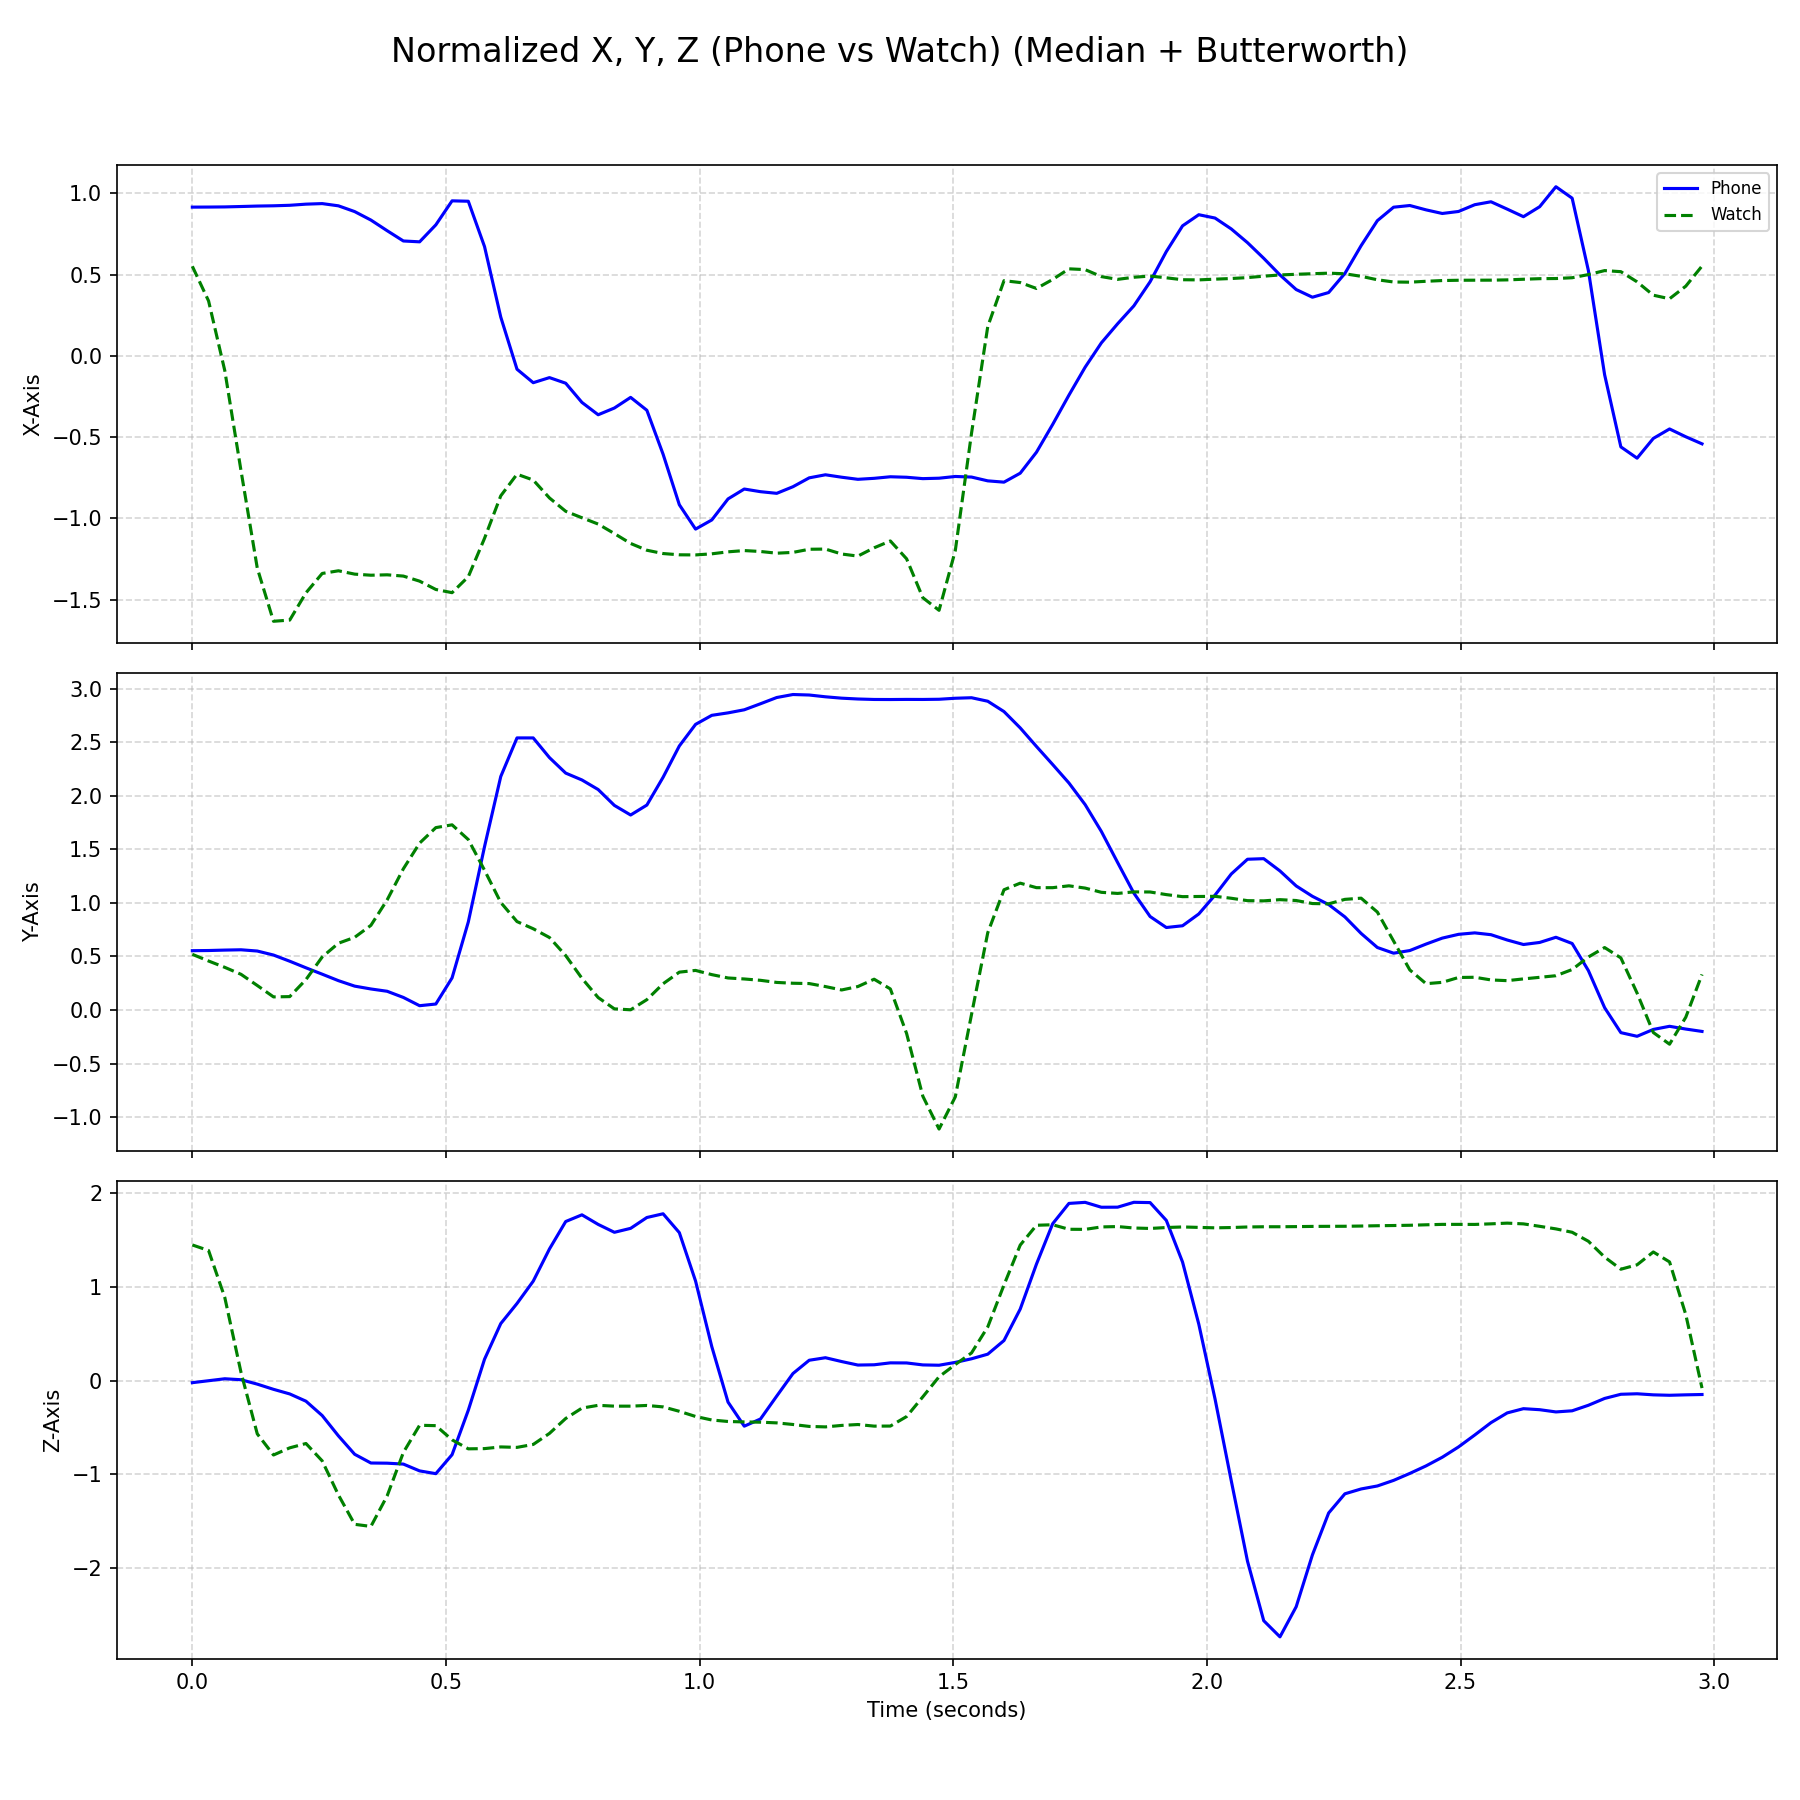 Normalized X, Y, Z (Phone vs Watch) (Median + Butterworth)
Phone
Watch
1.0
0.5
0.0
−0.5
−1.0
−1.5
X-Axis
3.0
2.5
2.0
1.5
1.0
0.5
0.0
−0.5
−1.0
Y-Axis
2
1
0
−1
−2
Z-Axis
0.0 0.5 1.0 1.5 2.0 2.5 3.0
Time (seconds)